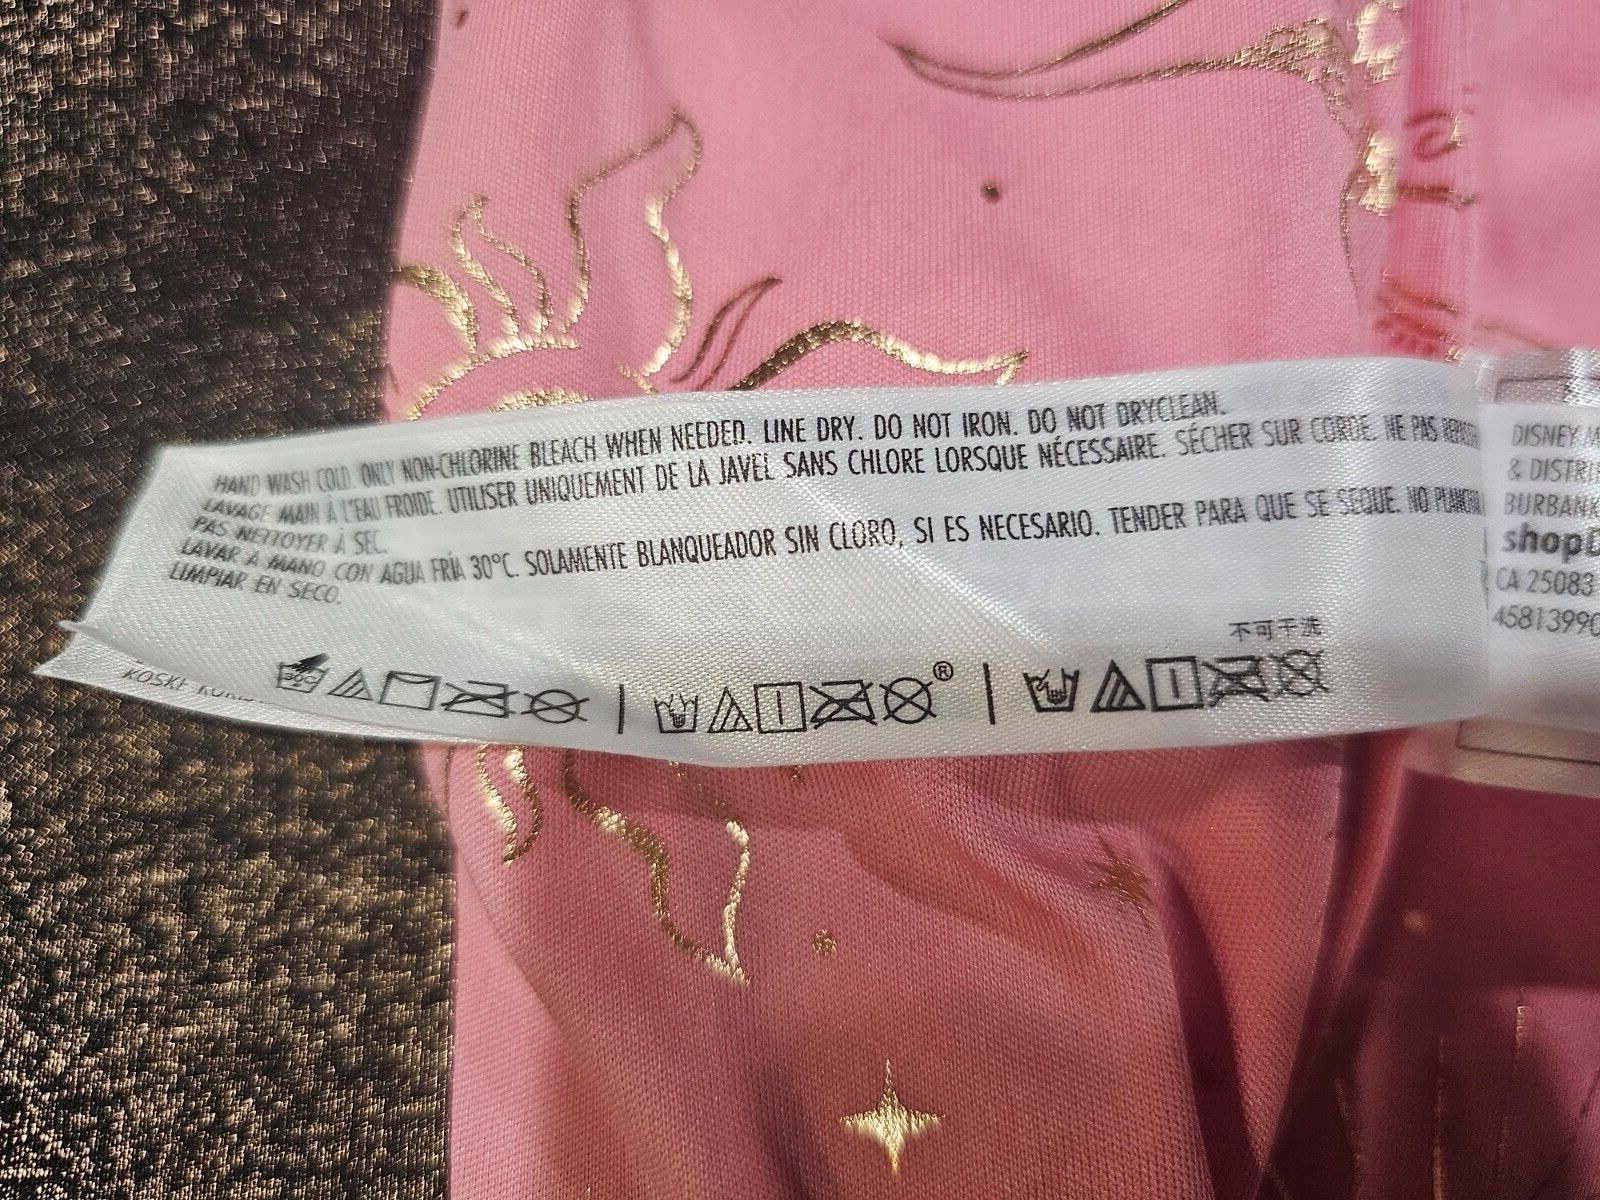 HAND WASH COLD. ONLY NON-CHLORINE BLEACH WHEN NEEDED. LINE DRY. DO NOT IRON. DO NOT DRYCLEAN.
LAVAGE MAIN À L'EAU FROIDE. UTILISER UNIQUEMENT DE LA JAVEL SANS CHLORE LORSQUE NÉCESSAIRE. SÉCHER SUR CORDE. NE PAS
PAS NETTOYER À SEC.
LAVAR A MANO CON AGUA FRÍA 30°C. SOLAMENTE BLANQUEADOR SIN CLORO, SI ES NECESARIO. TENDER PARA QUE SE SEQUE. NO
LIMPIAR EN SECO.
不可干洗
®
DISNEY
& 
BURBANK
CA 25083
4581399